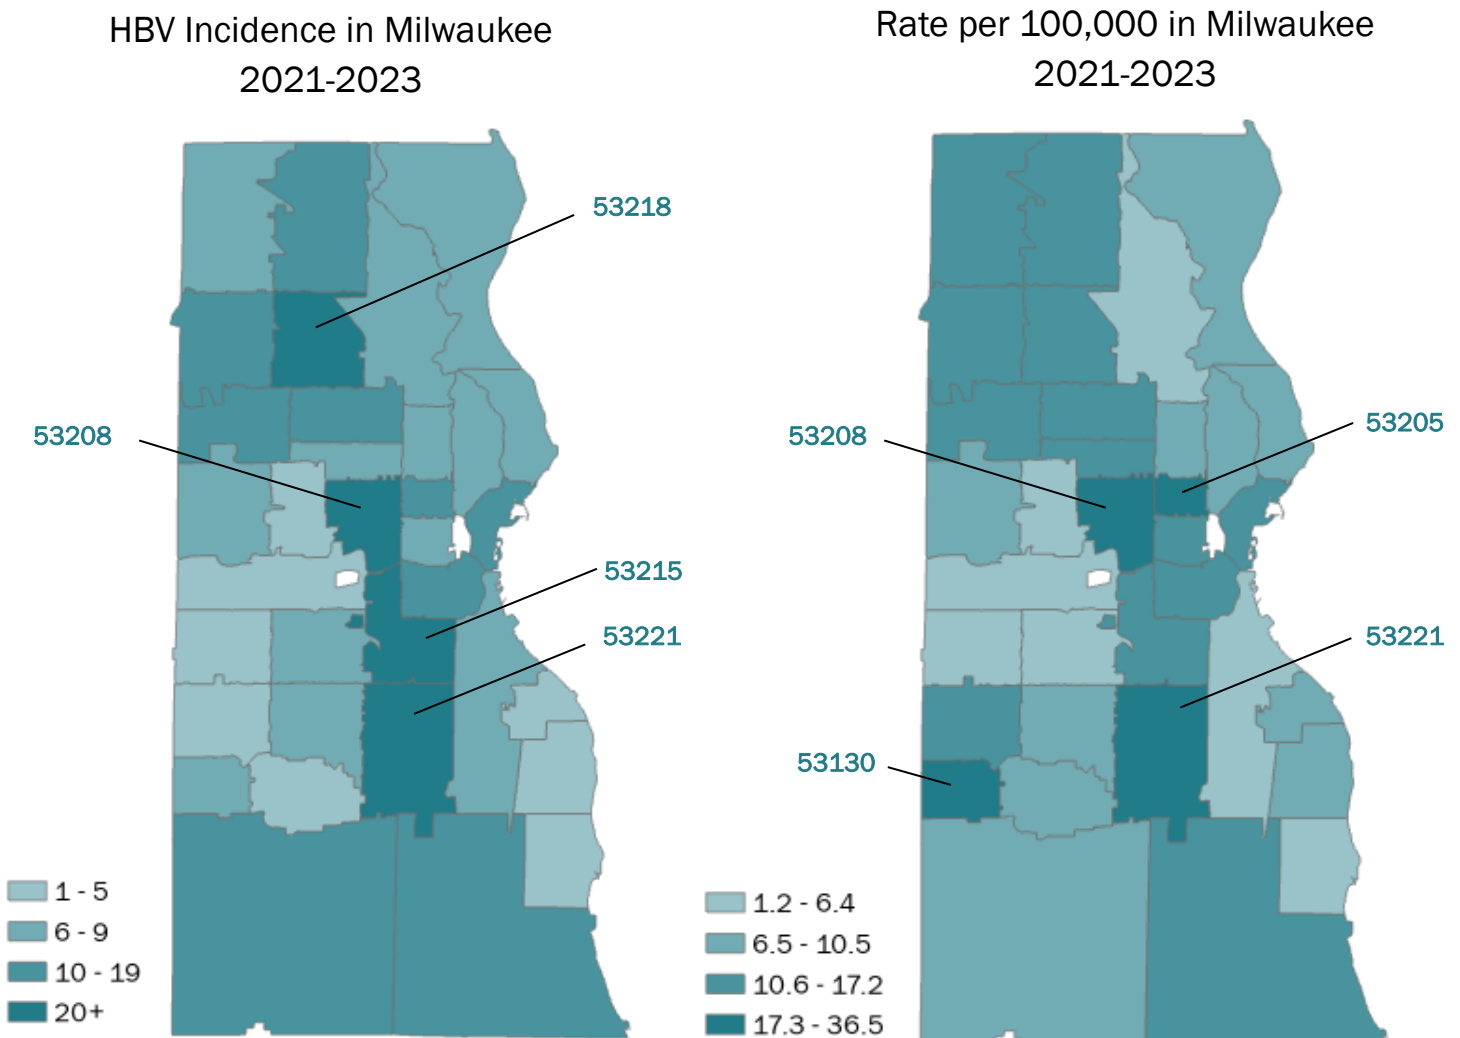 HBV Incidence in Milwaukee
2021-2023
53218
53208
53215
53221
1 - 5
6 - 9
10 - 19
20+
Rate per 100,000 in Milwaukee
2021-2023
53205
53208
53221
53130
1.2 - 6.4
6.5 - 10.5
10.6 - 17.2
17.3 - 36.5